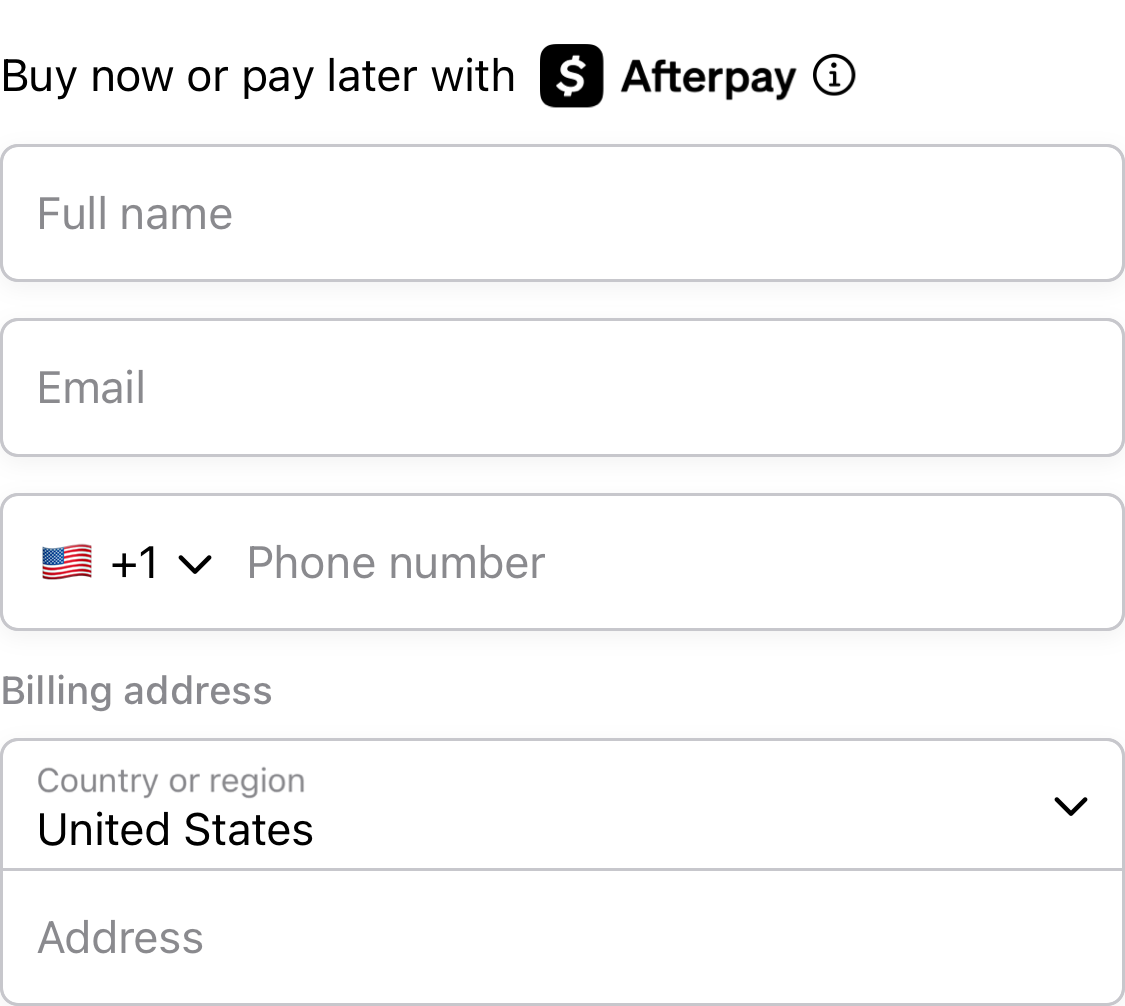 Buy now or pay later with $ Afterpay
Full name
Email
+1 Phone number
Billing address
Country or region
United States
Address